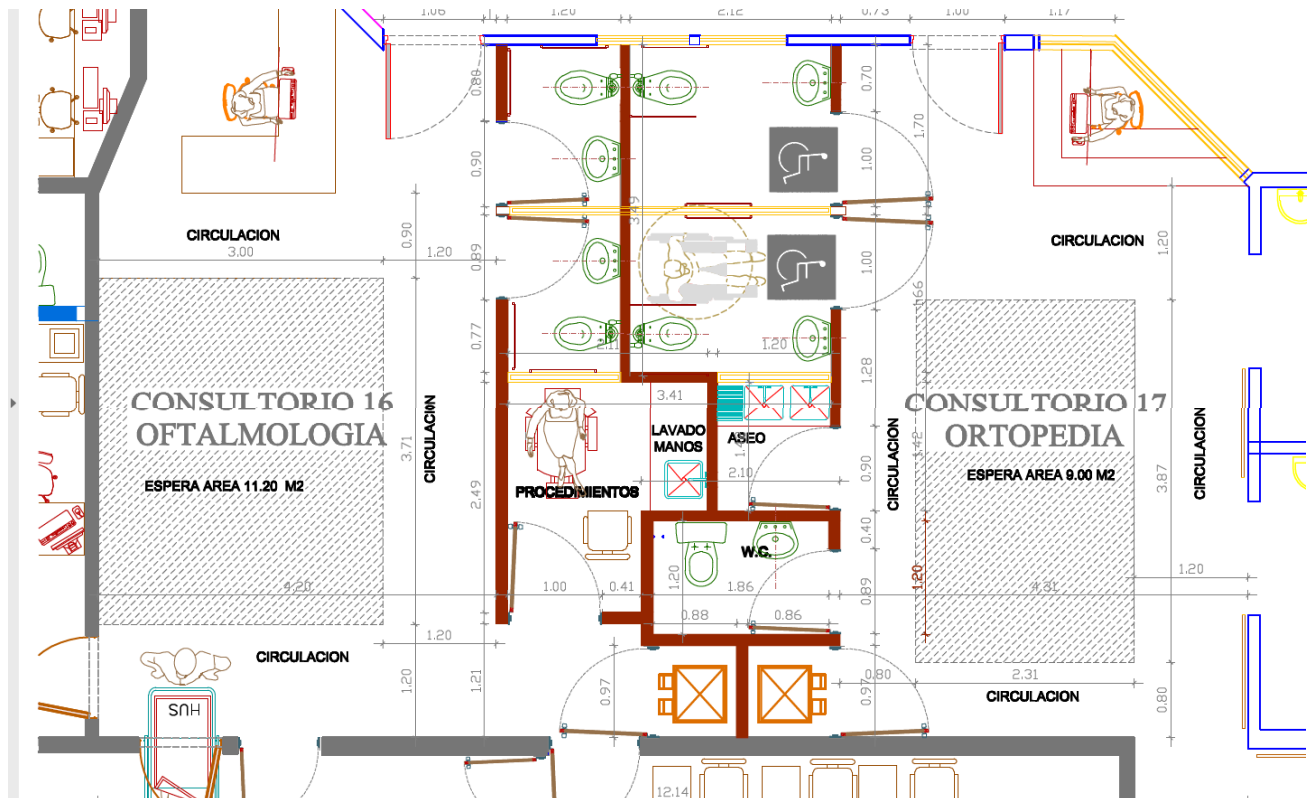 1.06
1.20
2.12
0.73
1.00
1.17
0.80
0.70
1.70
0.90
1.00
CIRCULACION
3.00
0.90
1.20
0.89
3.49
1.00
CIRCULACION
1.20
.66
0.77
2.11
1.20
1.28
CONSULTORIO 16
OFTALMOLOGIA
ESPERA AREA 11.20 M2
3.71
CIRCULACION
2.49
3.41
LAVADO
MANOS
ASEO
2.10
PROCEDIMIENTOS
0.90
CIRCULACION
CONSULTORIO 17
ORTOPEDIA
ESPERA AREA 9.00 M2
3.87
CIRCULACION
0.40
W.C.
4.20
1.00
0.41
1.20
1.86
0.89
1.20
4.31
1.20
0.88
0.86
1.20
CIRCULACION
1.20
1.21
0.97
0.97
0.80
2.31
CIRCULACION
0.80
HUS
12.14